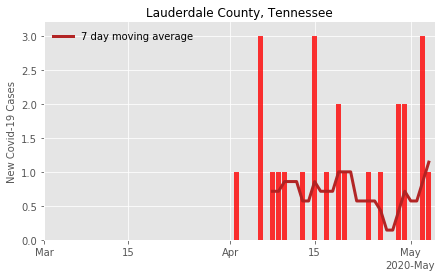 Lauderdale County, Tennessee
7 day moving average
New Covid-19 Cases
3.0
2.5
2.0
1.5
1.0
0.5
0.0
Mar 15 Apr 15 May
2020-May